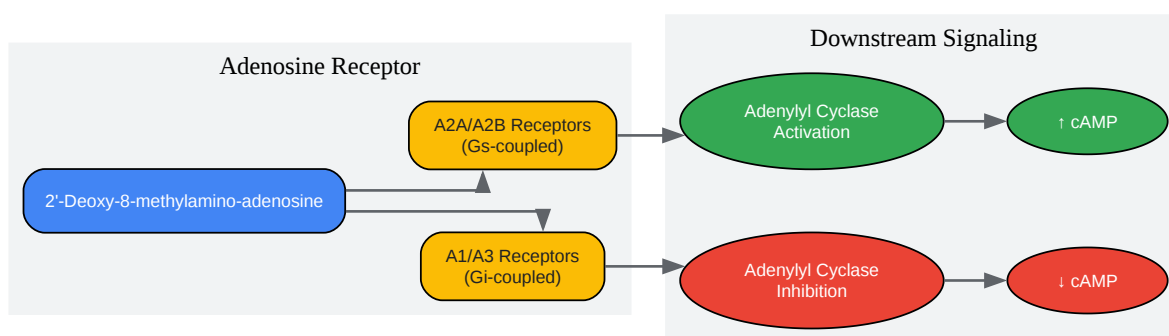 Downstream Signaling
Adenosine Receptor
A2A/A2B Receptors
(Gs-coupled)
Adenylyl Cyclase
Activation
↑ cAMP
2'-Deoxy-8-methylamino-adenosine
A1/A3 Receptors
(Gi-coupled)
Adenylyl Cyclase
Inhibition
↓ cAMP